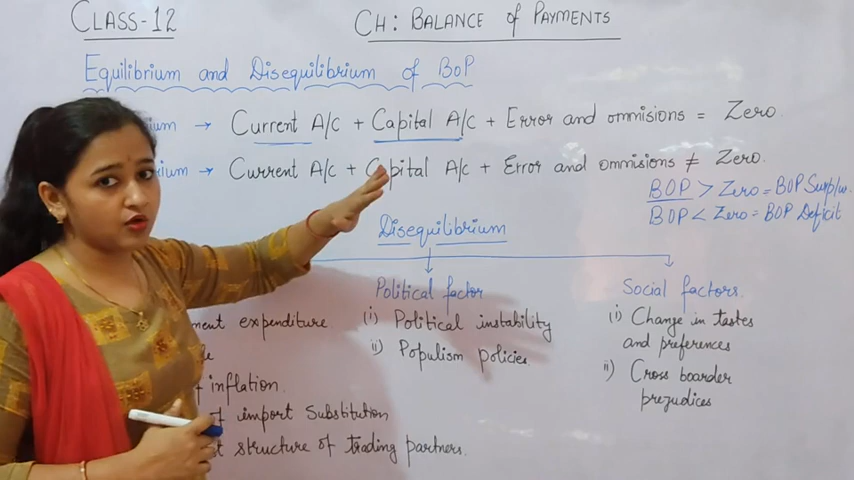 CLASS-12 CH: BALANCE of PAYMENTS
Equilibrium and Disequilibrium of BoP
→ Current A/C + Capital A/C + Error and ommisions = Zero.
→ Current A/C + Capital A/C + Error and ommisions ≠ Zero.
BOP > Zero = BOP Surplus.
BOP < Zero = BOP Deficit
Disequilibrium
Political factor
(i) Political instability
ii) Populism policies
Social factors.
(i) Change in tastes
and preferences
ii) Cross boarder
prejudices
expenditure
inflation.
import Substitution
structure of trading partners.